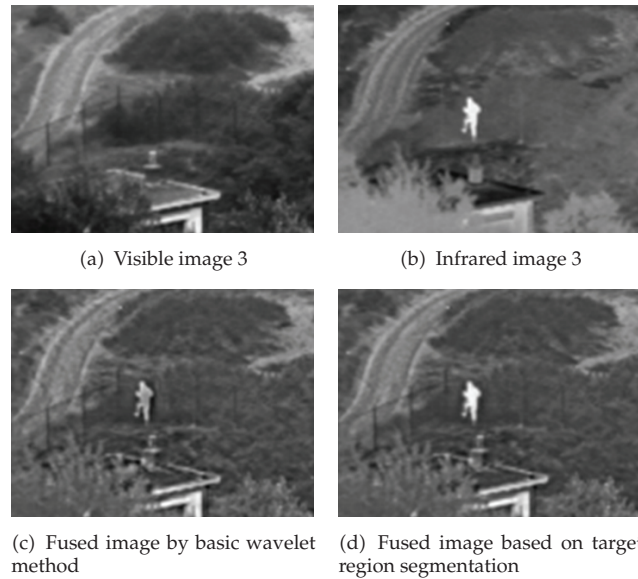 (a) Visible image 3
(b) Infrared image 3
(c) Fused image by basic wavelet
method
(d) Fused image based on target
region segmentation